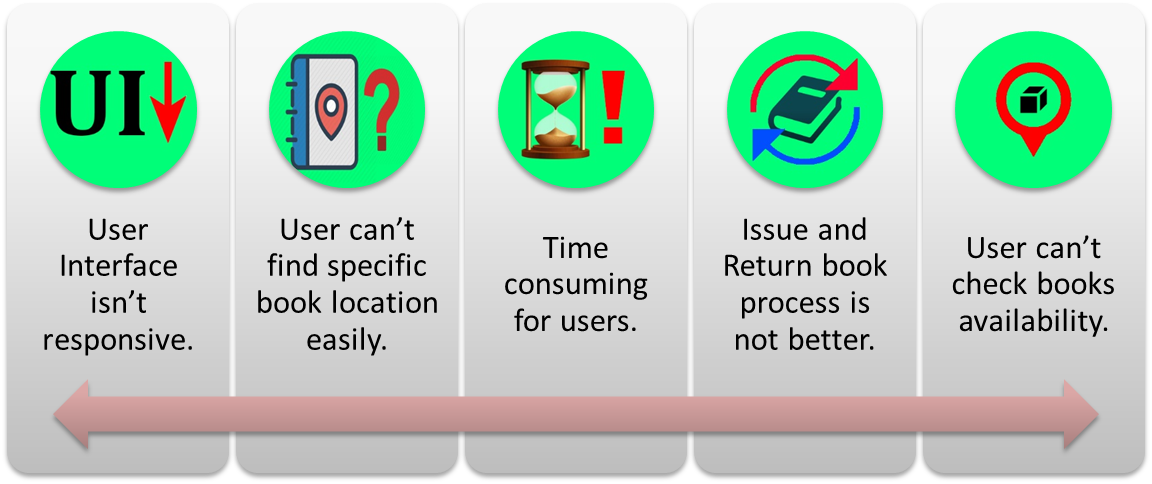 UI
User
Interface
isn’t
responsive.
?
User can’t
find specific
book location
easily.
!
Time
consuming
for users.
Issue and
Return book
process is
not better.
User can’t
check books
availability.